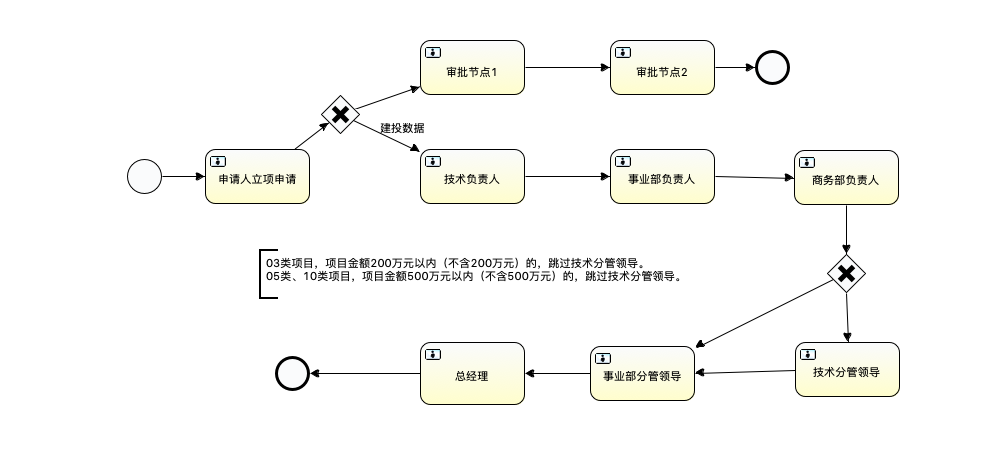 审批节点1
审批节点2
建投数据
申请人立项申请
技术负责人
事业部负责人
商务部负责人
03类项目，项目金额200万元以内（不含200万元）的，跳过技术分管领导。
05类、10类项目，项目金额500万元以内（不含500万元）的，跳过技术分管领导。
总经理
事业部分管领导
技术分管领导